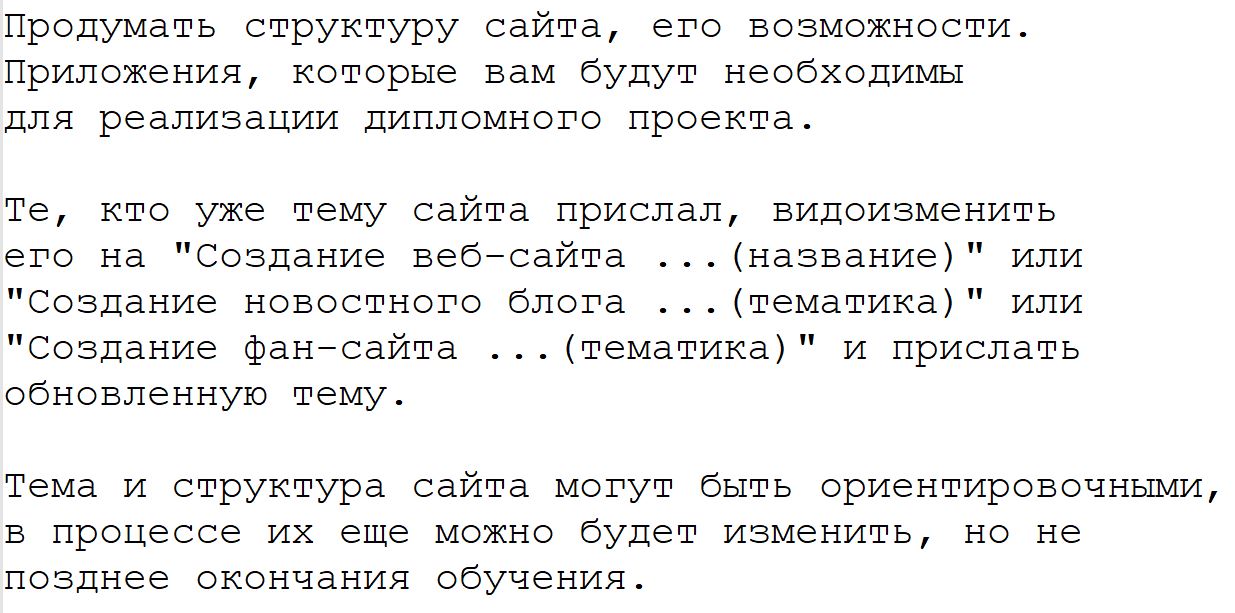 Продумать структуру сайта, его возможности.
Приложения, которые вам будут необходимы
для реализации дипломного проекта.
Те, кто уже тему сайта прислал, видоизменить
его на "Создание веб-сайта ...(название)" или
"Создание новостного блога ...(тематика)" или
"Создание фан-сайта ...(тематика)" и прислать
обновленную тему.
Тема и структура сайта могут быть ориентировочными,
в процессе их еще можно будет изменить, но не
позднее окончания обучения.